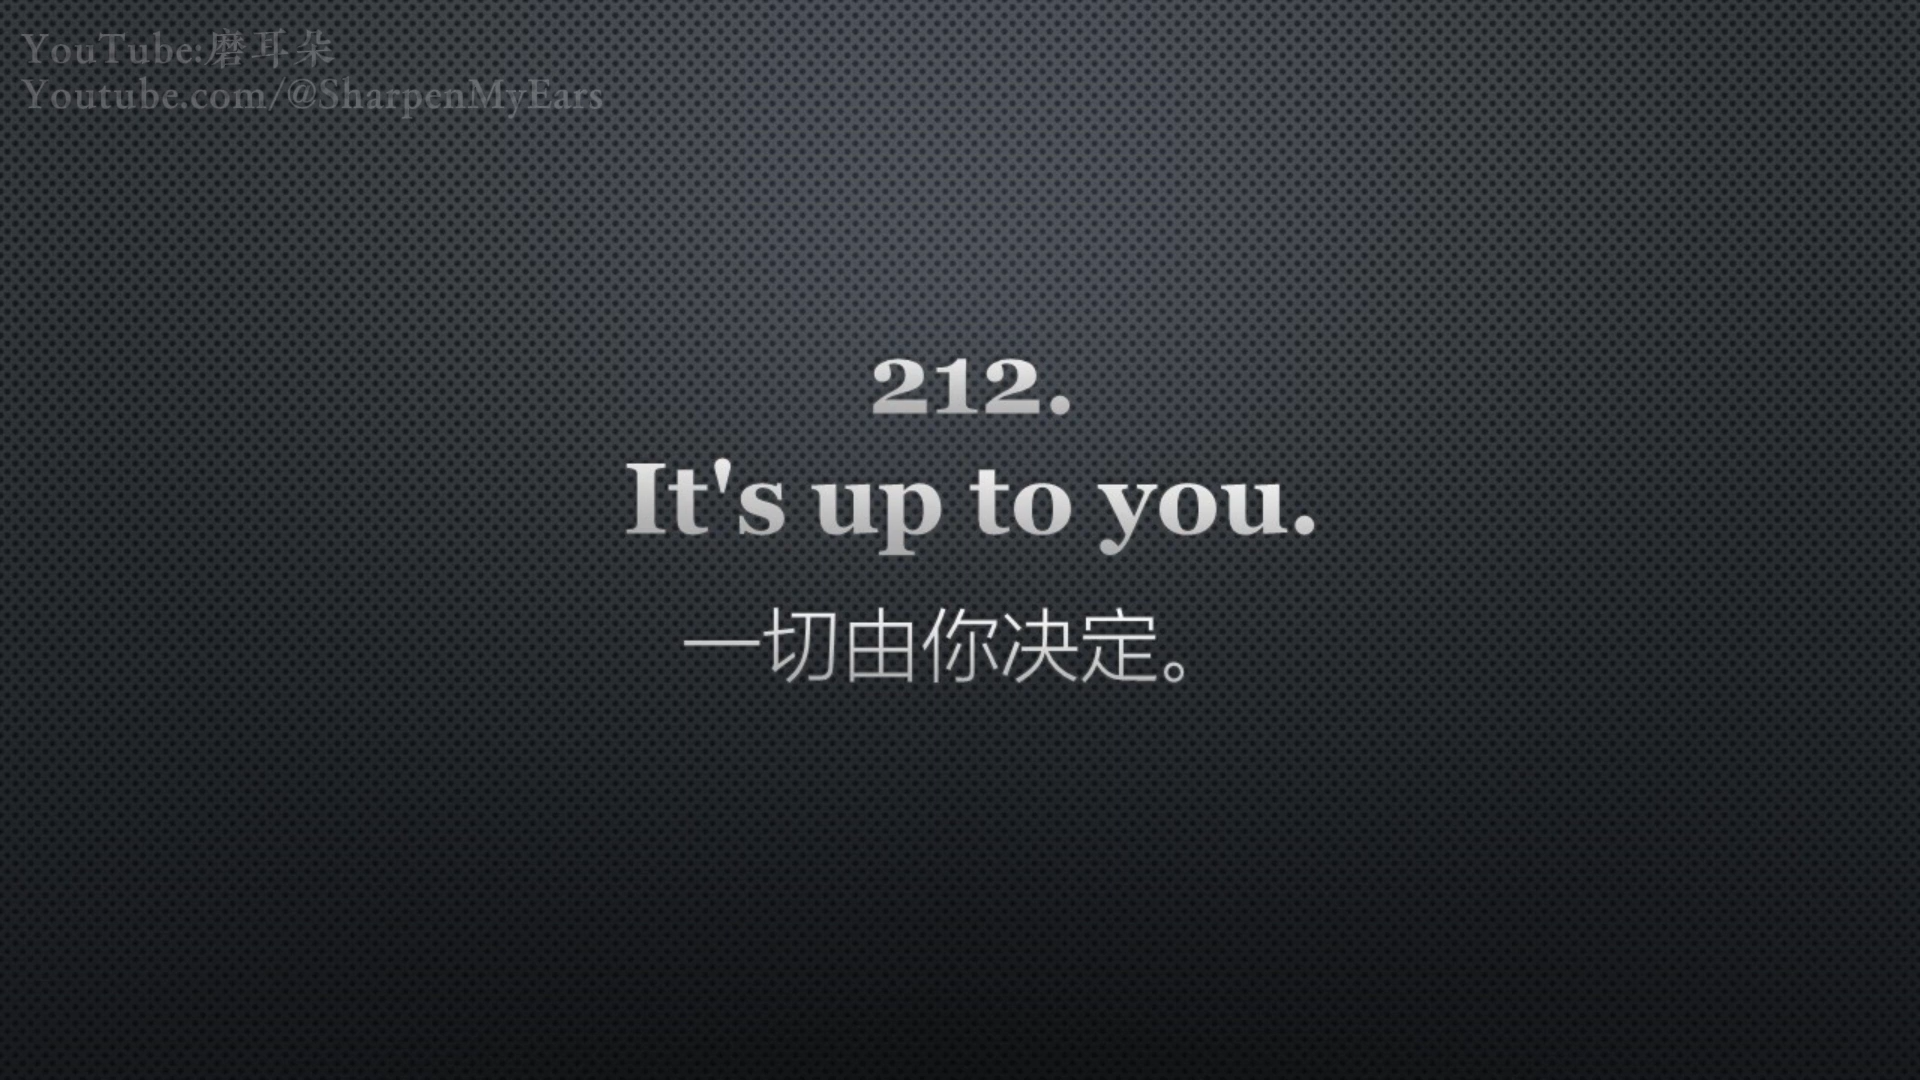 YouTube:磨耳朵
Youtube.com/@SharpenMyEars
212.
It's up to you.
一切由你决定。